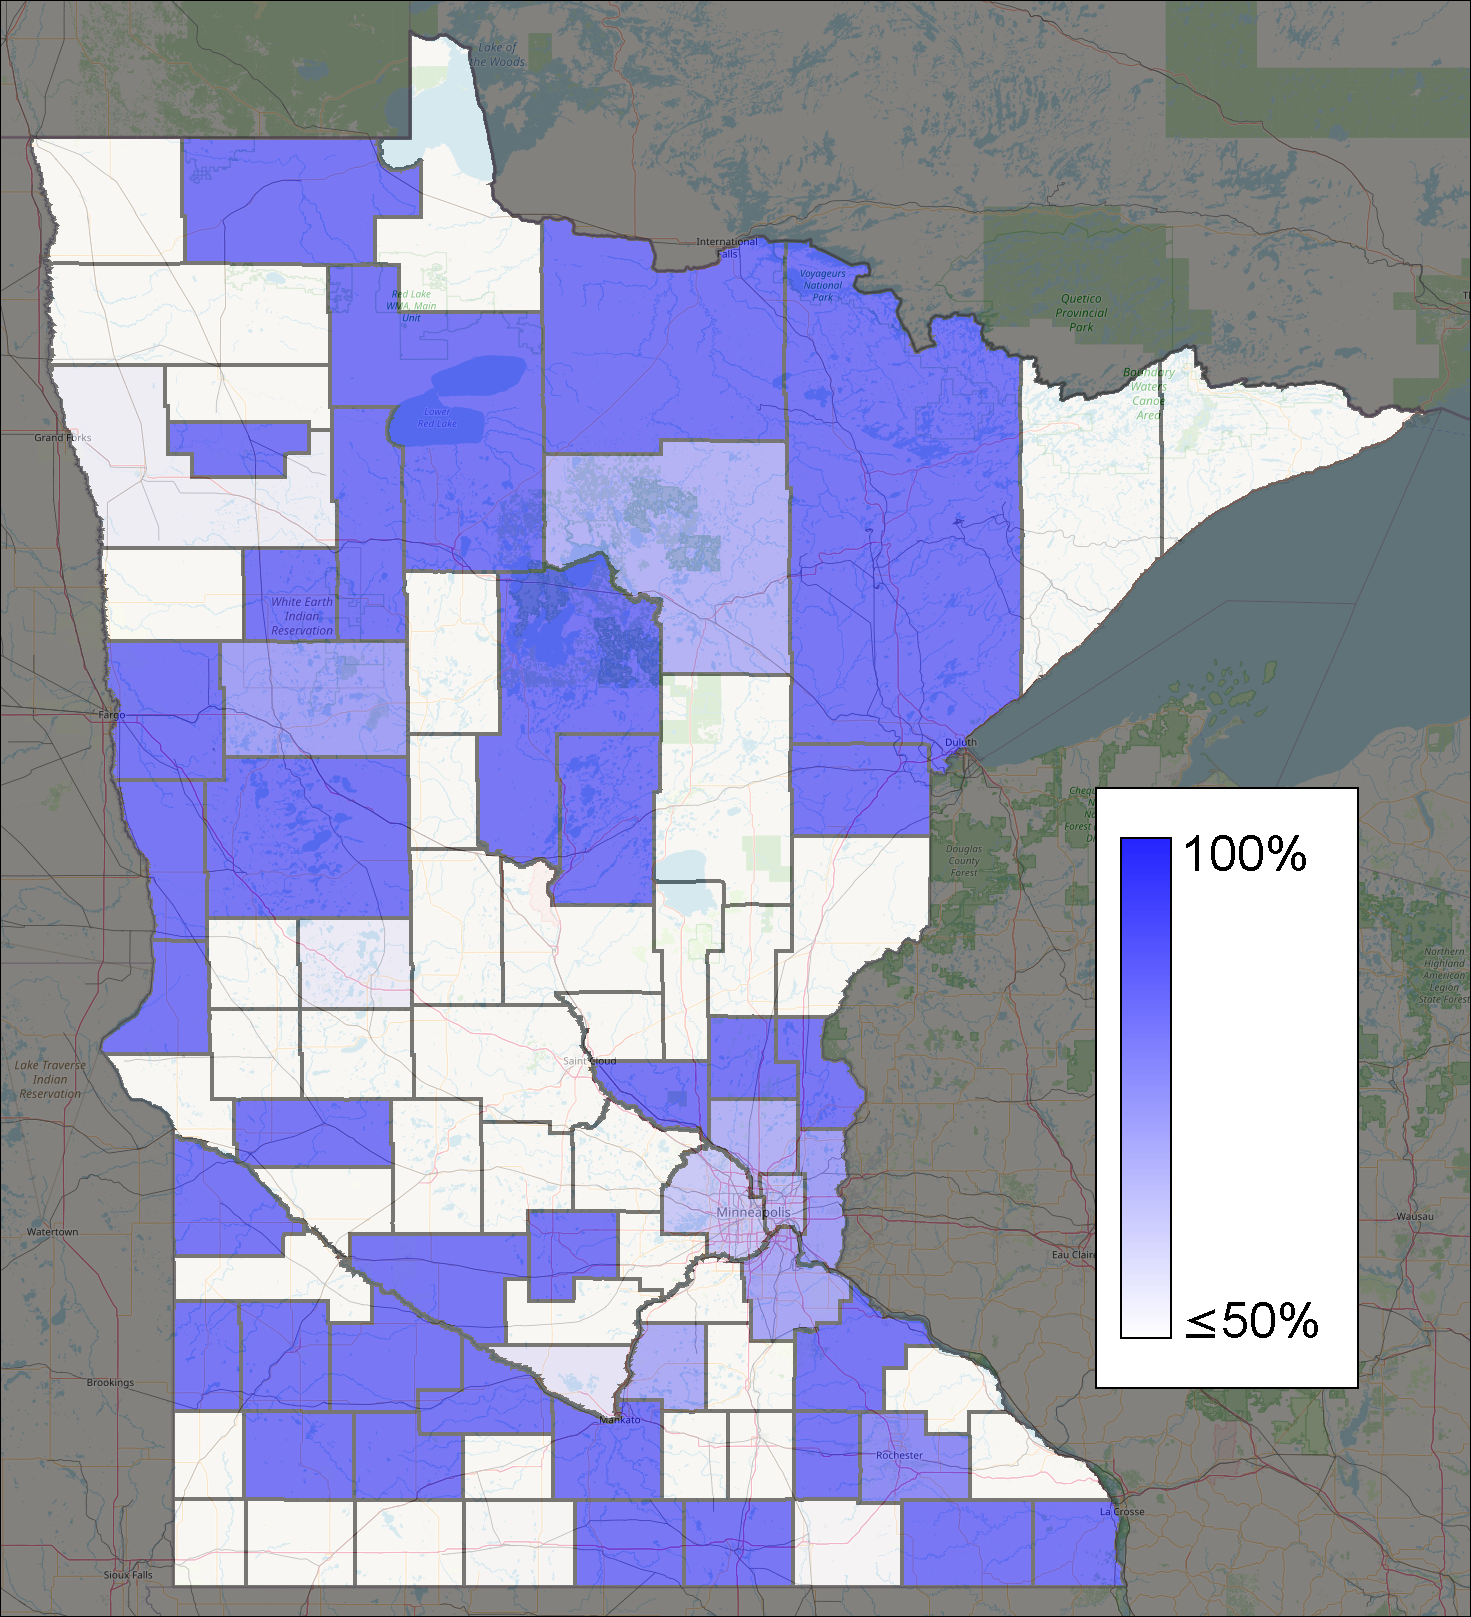 Lake of
the Woods
International
Falls
Voyageurs
National
Park
Quetico
Provincial
Park
Red Lake
WMA, Main
Unit
Boundary
Waters
Canoe
Area
Lower
Red Lake
Grand Forks
White Earth
Indian
Reservation
Fargo
Duluth
Douglas
County
Forest
100%
Northern
Highland
American
Legion
State Forest
Lake Traverse
Indian
Reservation
Saint Cloud
Minneapolis
Watertown
Wausau
Eau Clair
≤50%
Brookings
Mankato
Rochester
La Crosse
Sioux Falls